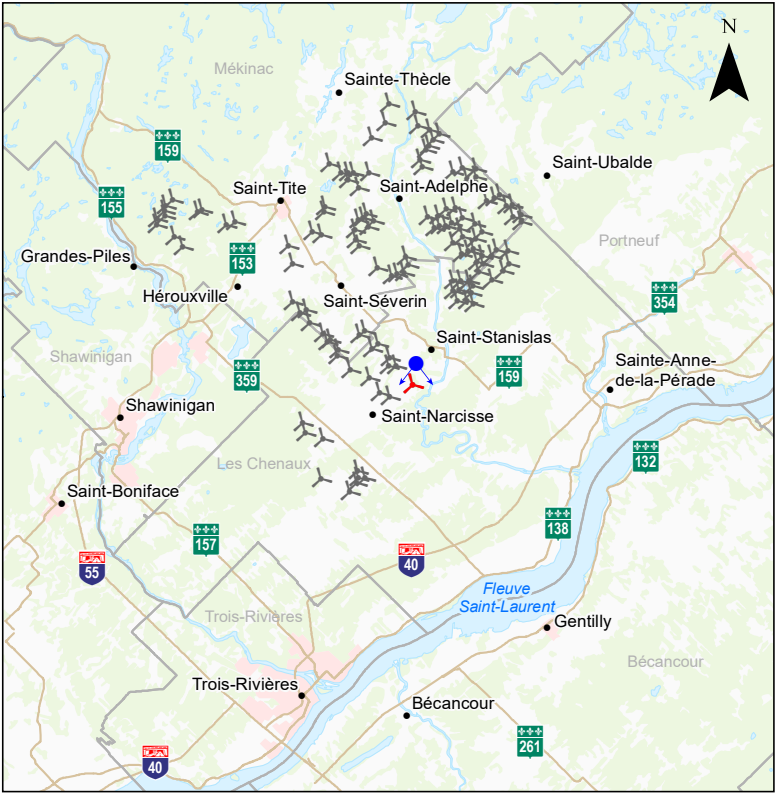 N
Mékinac
Sainte-Thècle
159
Saint-Ubalde
Saint-Tite
Saint-Adelphe
155
Portneuf
Grandes-Piles
153
Hérouxville
Saint-Séverin
354
Saint-Stanislas
Shawinigan
359
159
Sainte-Anne-
de-la-Pérade
Shawinigan
Saint-Narcisse
132
Les Chenaux
Saint-Boniface
138
157
40
55
Fleuve
Saint-Laurent
Trois-Rivières
Gentilly
Bécancour
Trois-Rivières
Bécancour
261
40